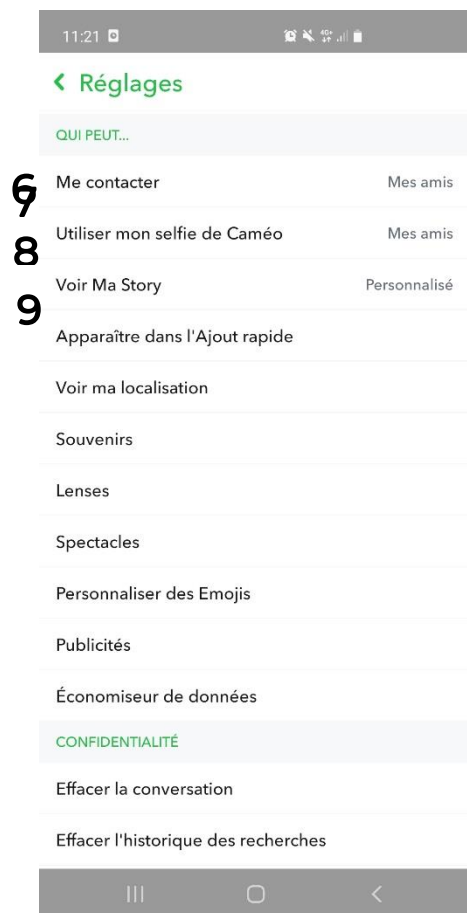 11:21 4G+
Réglages
QUI PEUT...
6 Me contacter Mes amis
7
Utiliser mon selfie de Caméo Mes amis
8
Voir Ma Story Personnalisé
9
Apparaître dans l'Ajout rapide
Voir ma localisation
Souvenirs
Lenses
Spectacles
Personnaliser des Emojis
Publicités
Économiseur de données
CONFIDENTIALITÉ
Effacer la conversation
Effacer l'historique des recherches